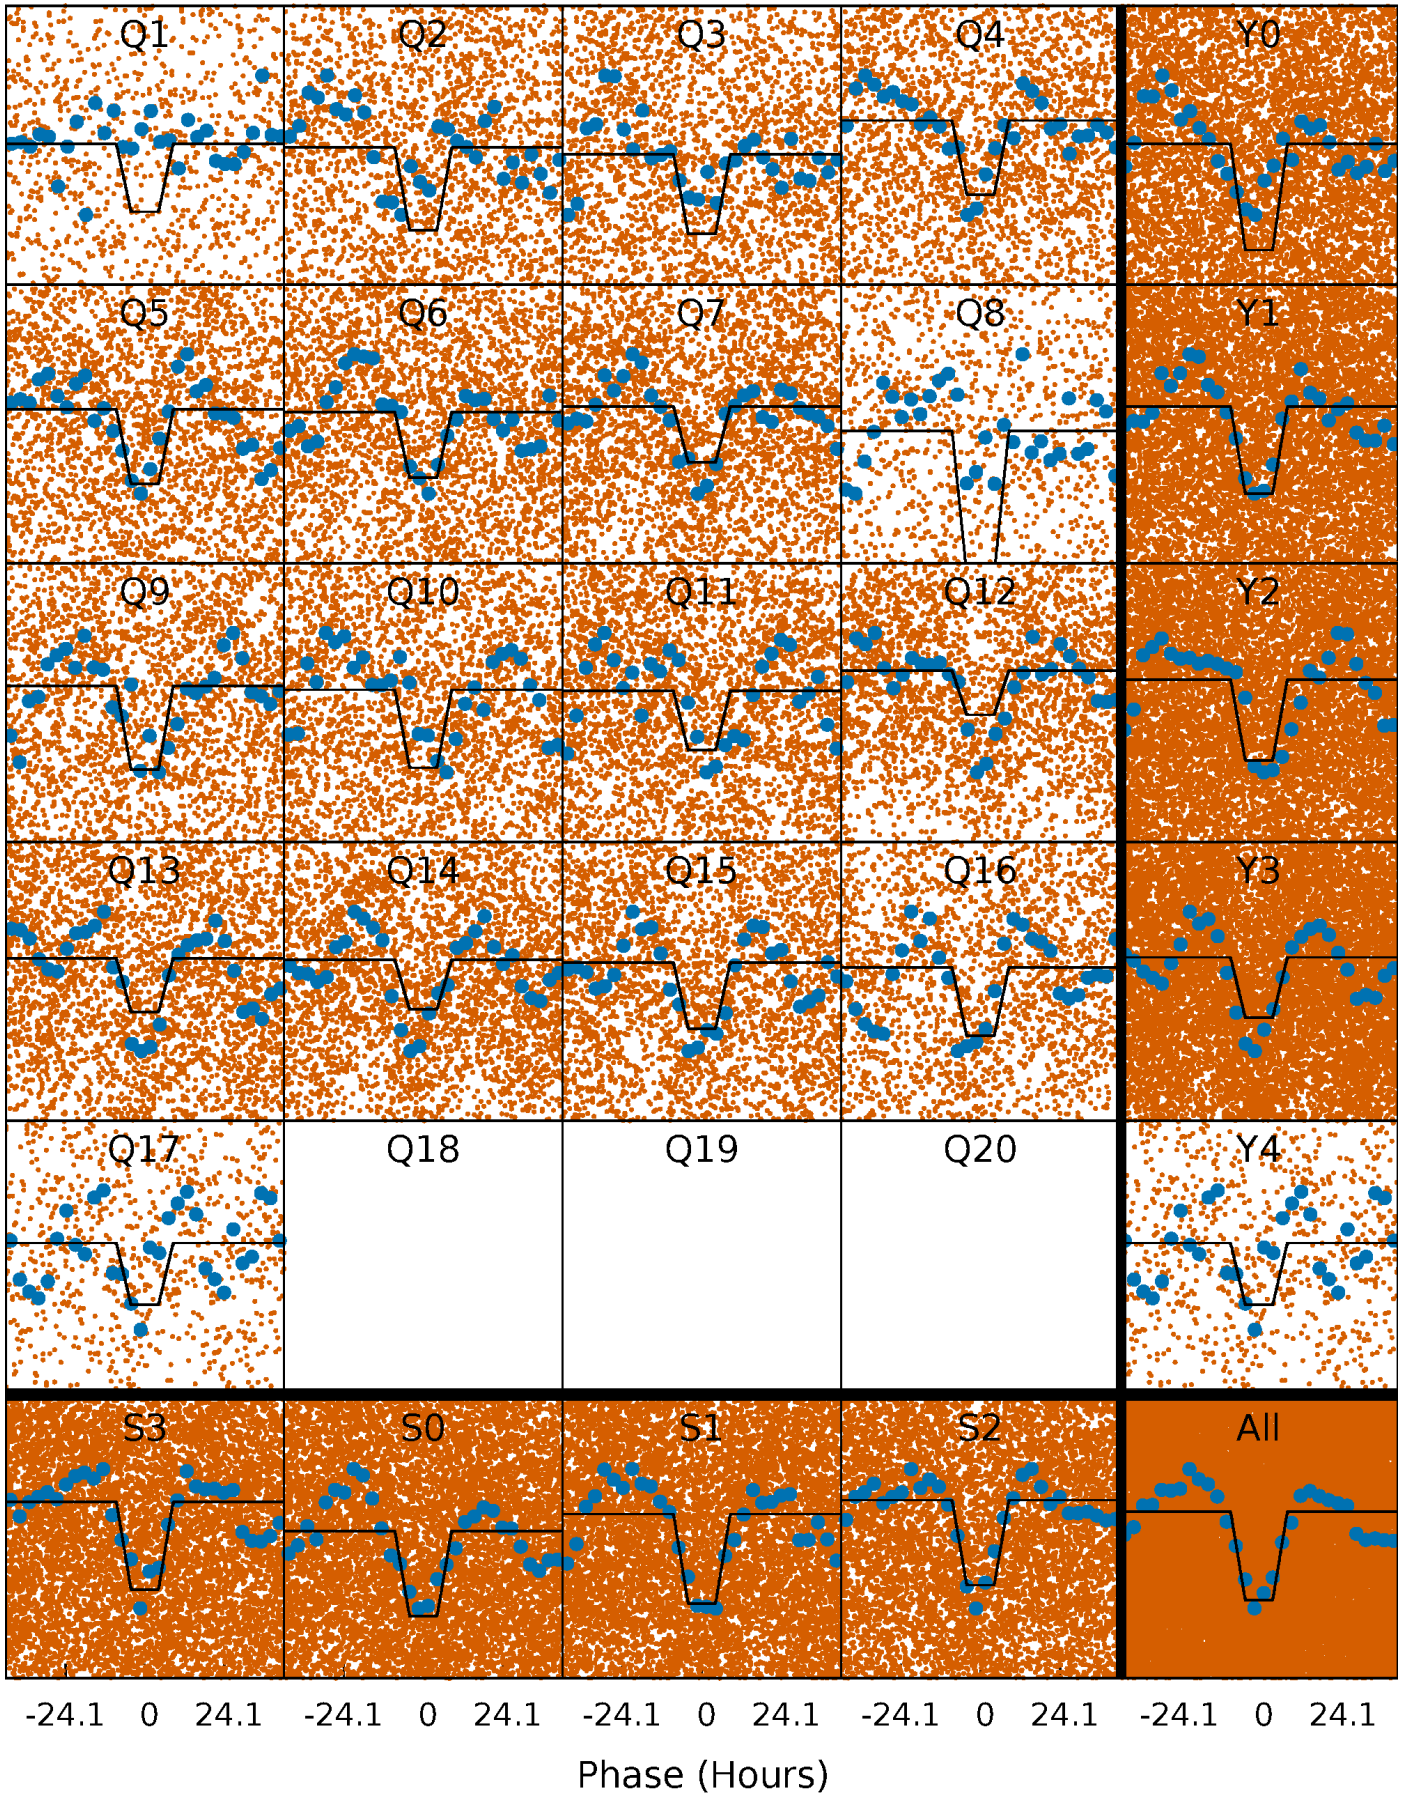 Q1 Q2 Q3 Q4 Y0
Q5 Q6 Q7 Q8 Y1
Q9 Q10 Q11 Q12 Y2
Q13 Q14 Q15 Q16 Y3
Q17 Q18 Q19 Q20 Y4
S3 S0 S1 S2 All
-24.1 0 24.1 -24.1 0 24.1 -24.1 0 24.1 -24.1 0 24.1 -24.1 0 24.1
Phase (Hours)